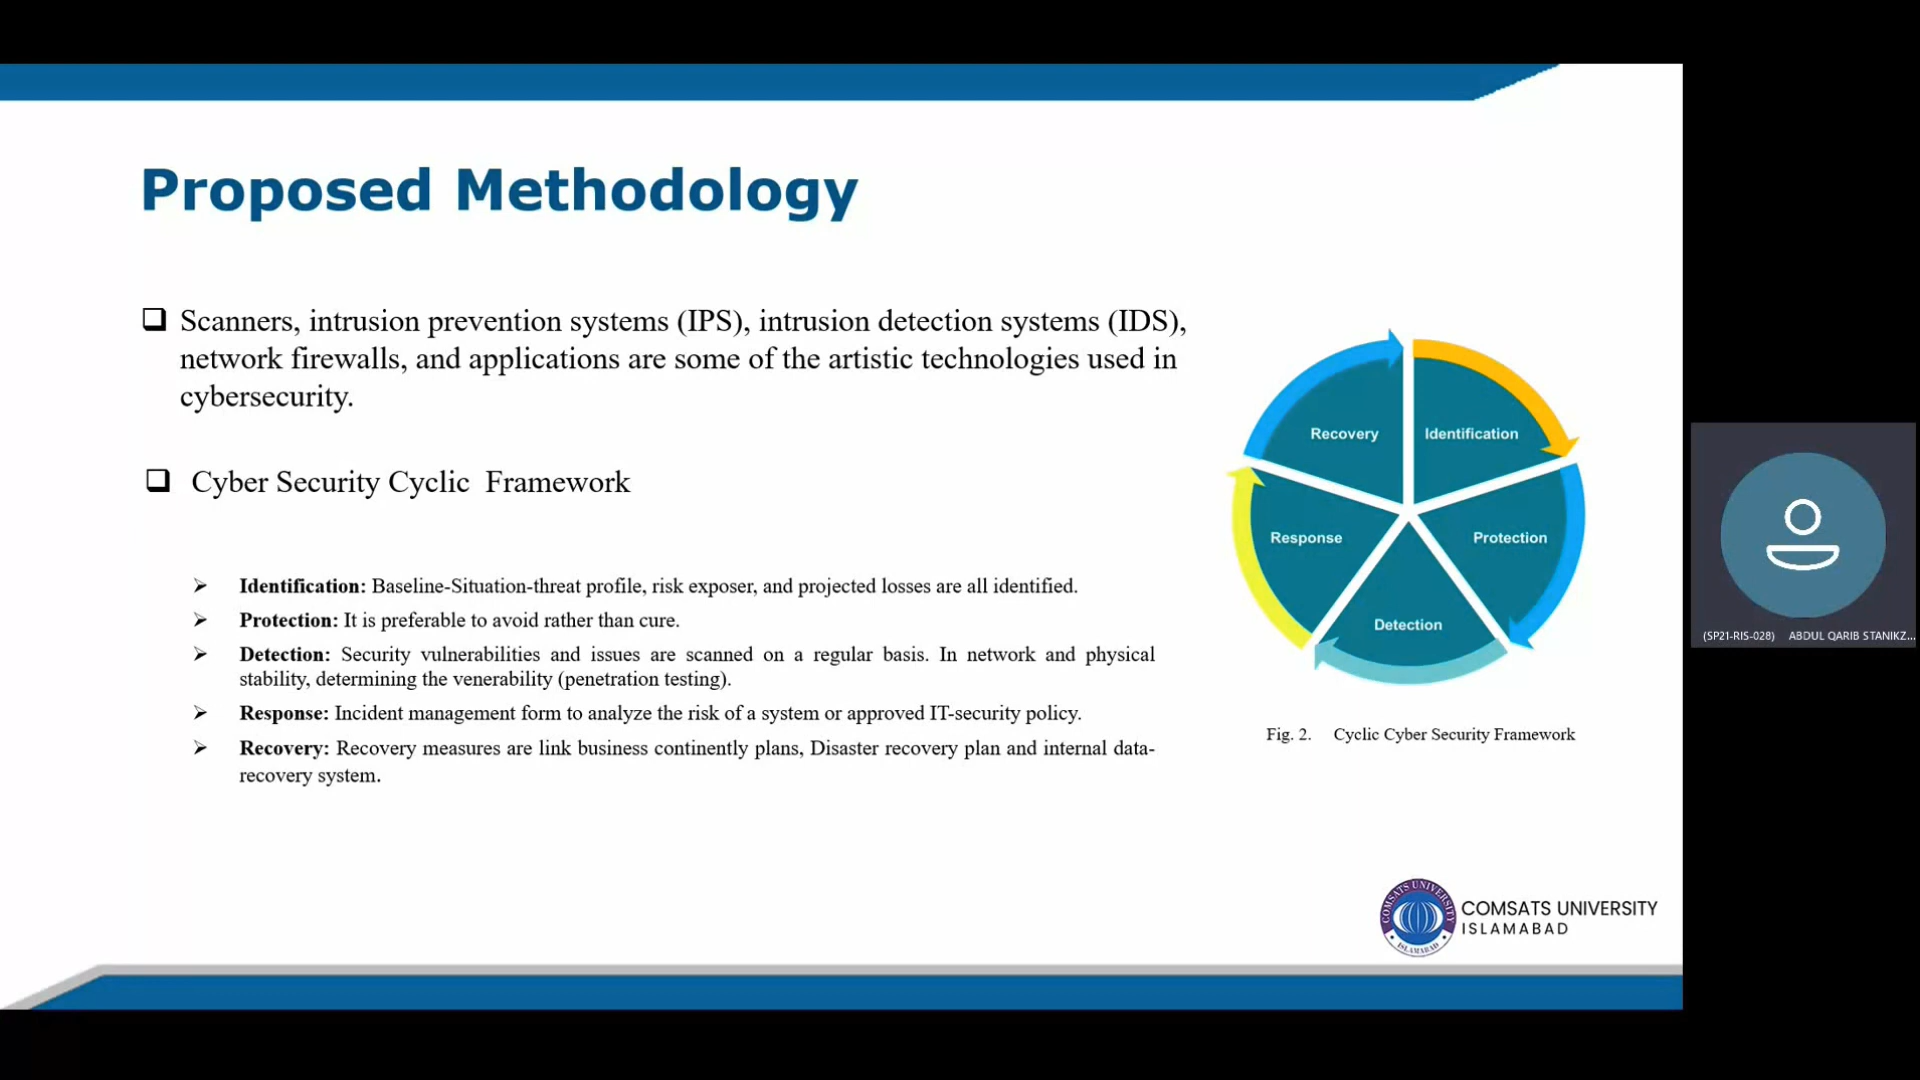 Proposed Methodology
❑ Scanners, intrusion prevention systems (IPS), intrusion detection systems (IDS),
network firewalls, and applications are some of the artistic technologies used in
cybersecurity.
❑ Cyber Security Cyclic Framework
➢ Identification: Baseline-Situation-threat profile, risk exposer, and projected losses are all identified.
➢ Protection: It is preferable to avoid rather than cure.
➢ Detection: Security vulnerabilities and issues are scanned on a regular basis. In network and physical
stability, determining the venerability (penetration testing).
➢ Response: Incident management form to analyze the risk of a system or approved IT-security policy.
➢ Recovery: Recovery measures are link business continently plans, Disaster recovery plan and internal data-
recovery system.
Recovery
Identification
Response
Protection
Detection
Fig. 2. Cyclic Cyber Security Framework
COMSATS UNIVERSITY
ISLAMABAD
COMSATS UNIVERSITY
ISLAMABAD
(SP21-RIS-028) ABDUL QARIB STANIKZ...